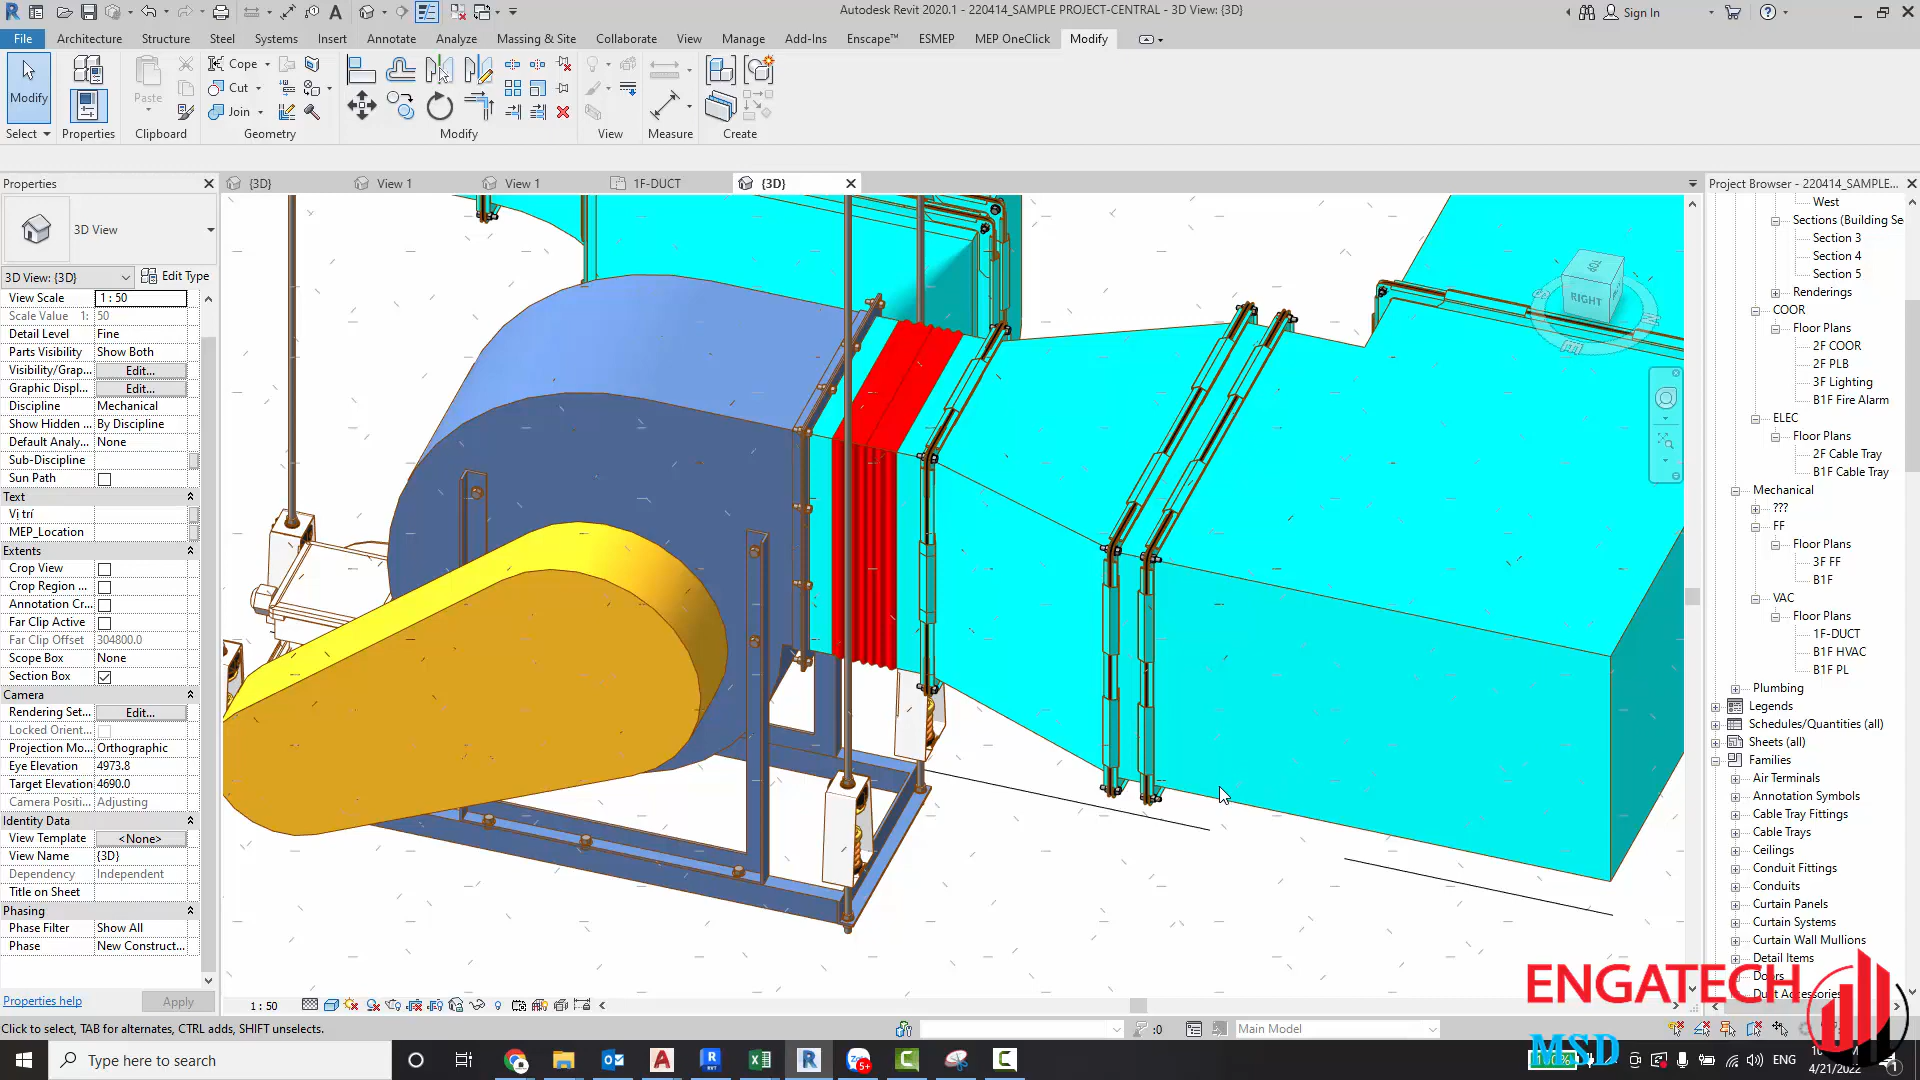 Autodesk Revit 2020.1 - 220414_SAMPLE PROJECT-CENTRAL - 3D View: {3D}
Sign In
File
Architecture
Structure
Steel
Systems
Insert
Annotate
Analyze
Massing & Site
Collaborate
View
Manage
Add-Ins
Enscape™
ESMEP
MEP OneClick
Modify
Modify
Paste
Cope
Cut
Join
Select
Properties
Clipboard
Geometry
Modify
View
Measure
Create
Properties
{3D}
View 1
View 1
1F-DUCT
{3D}
Project Browser - 220414_SAMPLE...
3D View
3D View: {3D}
Edit Type
View Scale 1 : 50
Scale Value 1: 50
Detail Level Fine
Parts Visibility Show Both
Visibility/Grap... Edit...
Graphic Displ... Edit...
Discipline Mechanical
Show Hidden ... By Discipline
Default Analy... None
Sub-Discipline
Sun Path
Text
Vị trí
MEP_Location
Extents
Crop View
Crop Region ...
Annotation Cr...
Far Clip Active
Far Clip Offset 304800.0
Scope Box None
Section Box
Camera
Rendering Set... Edit...
Locked Orient...
Projection Mo... Orthographic
Eye Elevation 4973.8
Target Elevation 4690.0
Camera Positi... Adjusting
Identity Data
View Template <None>
View Name {3D}
Dependency Independent
Title on Sheet
Phasing
Phase Filter Show All
Phase New Construct...
Properties help
Apply
TOP
RIGHT
West
Sections (Building Se
Section 3
Section 4
Section 5
Renderings
COOR
Floor Plans
2F COOR
2F PLB
3F Lighting
B1F Fire Alarm
ELEC
Floor Plans
2F Cable Tray
B1F Cable Tray
Mechanical
???
FF
Floor Plans
3F FF
B1F
VAC
Floor Plans
1F-DUCT
B1F HVAC
B1F PL
Plumbing
Legends
Schedules/Quantities (all)
Sheets (all)
Families
Air Terminals
Annotation Symbols
Cable Tray Fittings
Cable Trays
Ceilings
Conduit Fittings
Conduits
Curtain Panels
Curtain Systems
Curtain Wall Mullions
Detail Items
Doors
Duct Accessories
ENGATECH
MSD
1 : 50
Click to select, TAB for alternates, CTRL adds, SHIFT unselects.
:0
Main Model
Type here to search
5+
ENG
4/21/2022
1